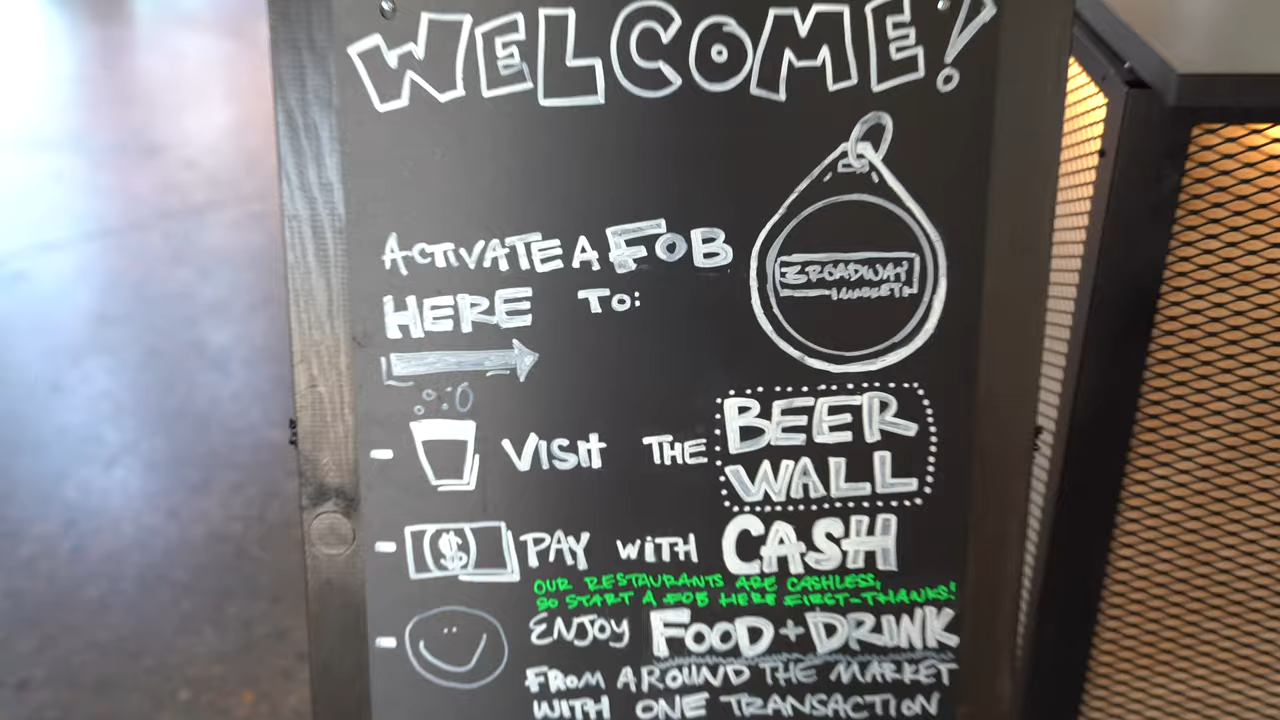 WELCOME!
ACTIVATE A FOB
HERE TO:
BROADWAY
MARKET
- VISIT THE BEER
WALL
- $ PAY WITH CASH
OUR RESTAURANTS ARE CASHLESS,
SO START A FOB HERE FIRST-THANKS!
- ENJOY FOOD + DRINK
FROM AROUND THE MARKET
WITH ONE TRANSACTION